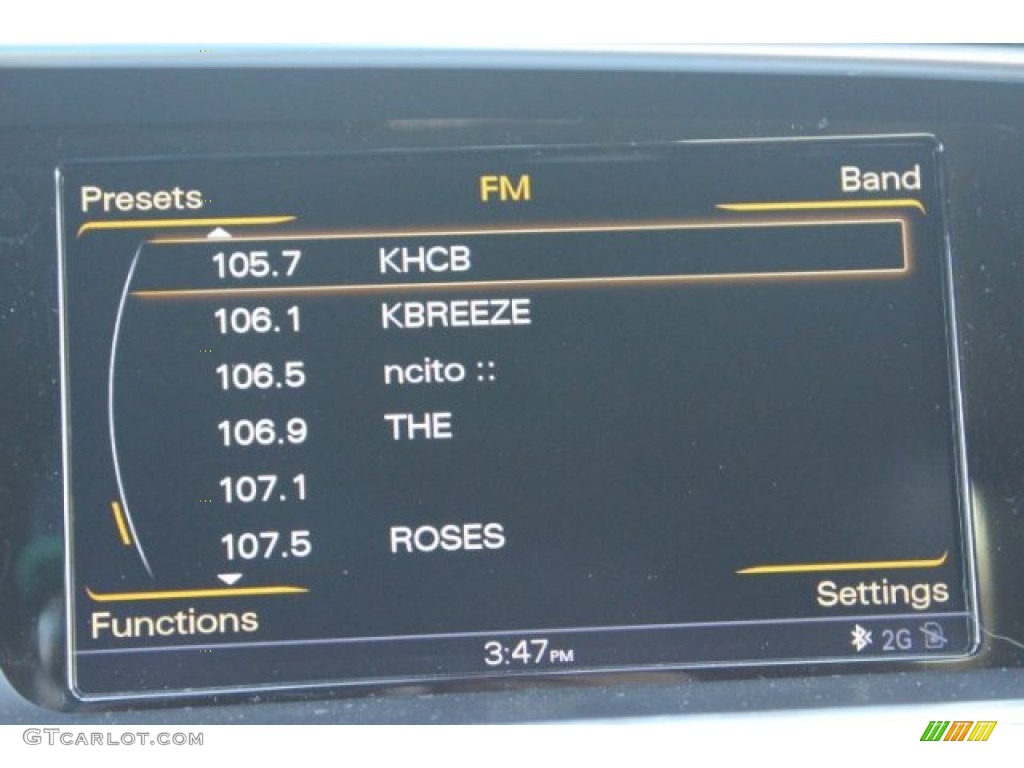 Presets FM Band
105.7 KHCB
106.1 KBREEZE
106.5 ncito ::
106.9 THE
107.1
107.5 ROSES
Settings
Functions
3:47PM 2G
GTCARLOT.COM